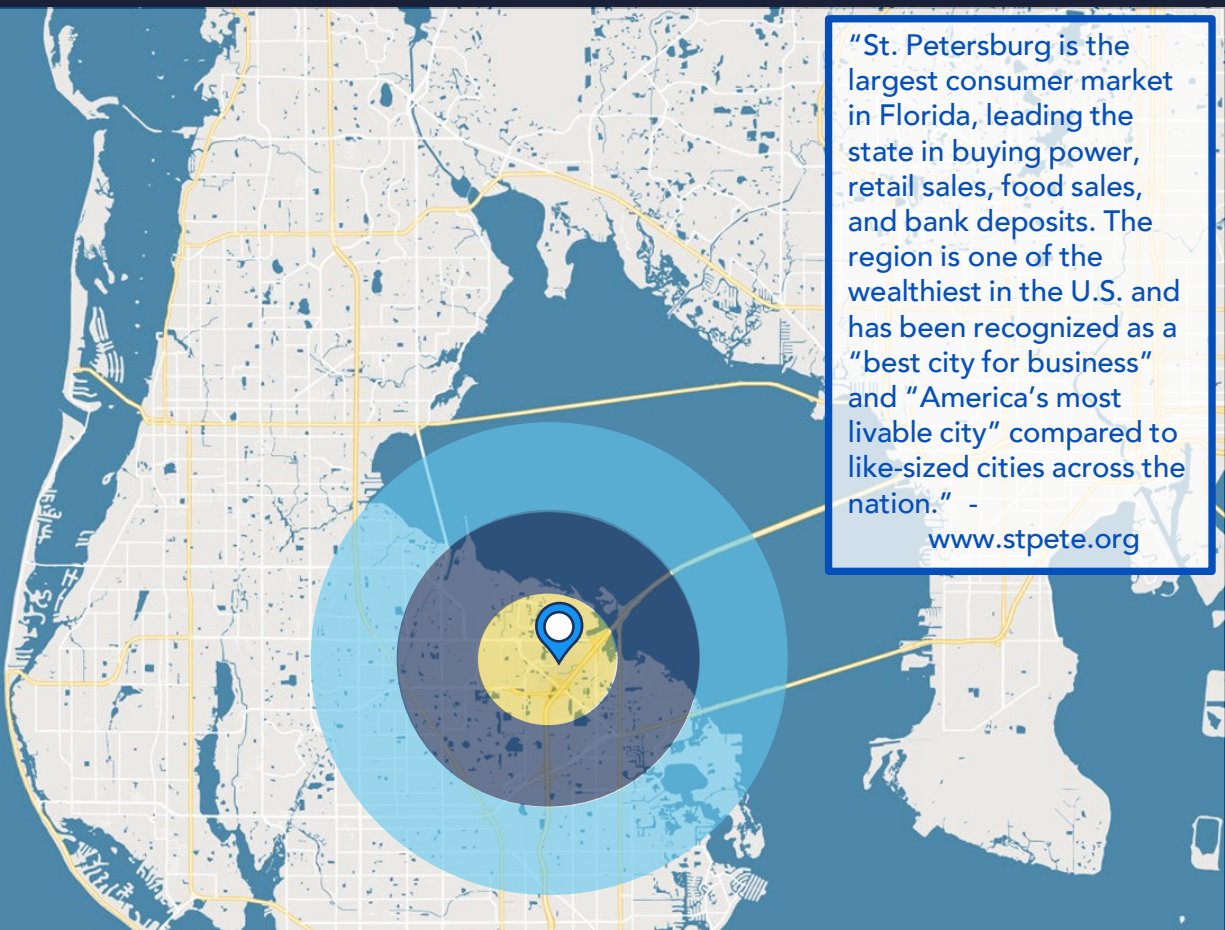 “St. Petersburg is the
largest consumer market
in Florida, leading the
state in buying power,
retail sales, food sales,
and bank deposits. The
region is one of the
wealthiest in the U.S. and
has been recognized as a
“best city for business”
and “America’s most
livable city” compared to
like-sized cities across the
nation.” -
www.stpete.org